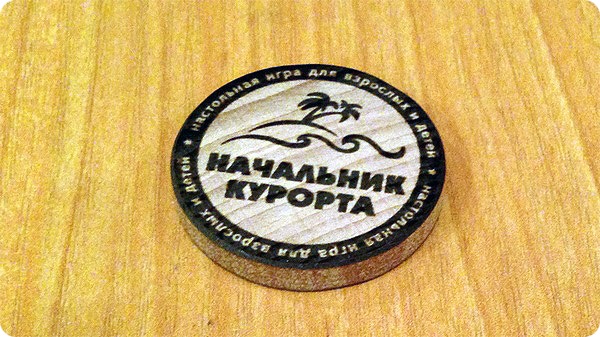 настольная игра для взрослых и детей • настольная игра для взрослых и детей •
НАЧАЛЬНИК
КУРОРТА